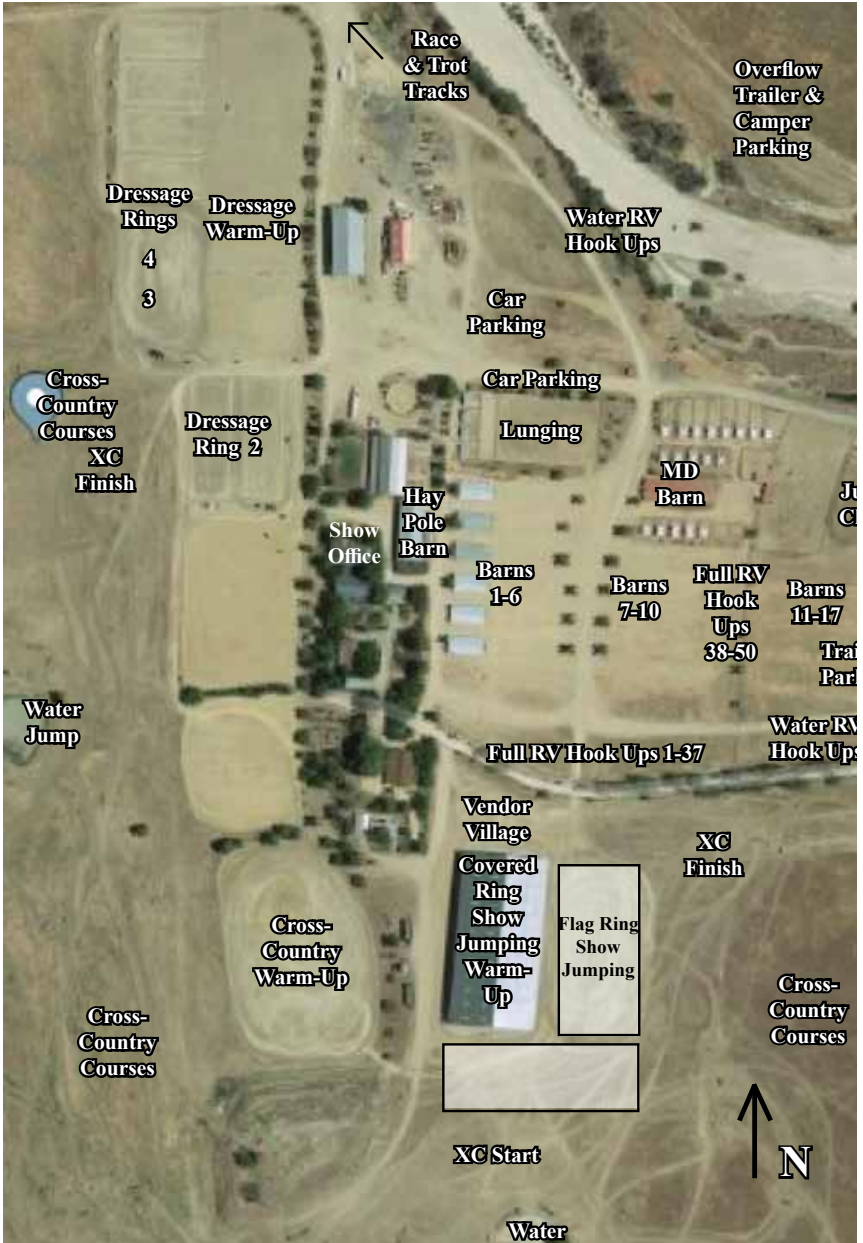 Race
& Trot
Tracks
Overflow
Trailer &
Camper
Parking
Dressage
Rings
4
3
Dressage
Warm-Up
Water RV
Hook Ups
Car
Parking
Cross-
Country
Courses
XC
Finish
Car Parking
Dressage
Ring 2
Lunging
MD
Barn
Ju
Cl
Hay
Pole
Barn
Show
Office
Barns
1-6
Barns
7-10
Full RV
Hook
Ups
38-50
Barns
11-17
Trai
Park
Water
Jump
Full RV Hook Ups 1-37
Water RV
Hook Ups
Vendor
Village
XC
Finish
Covered
Ring
Show
Jumping
Warm-
Up
Flag Ring
Show
Jumping
Cross-
Country
Warm-Up
Cross-
Country
Courses
Cross-
Country
Courses
XC Start
N
Water